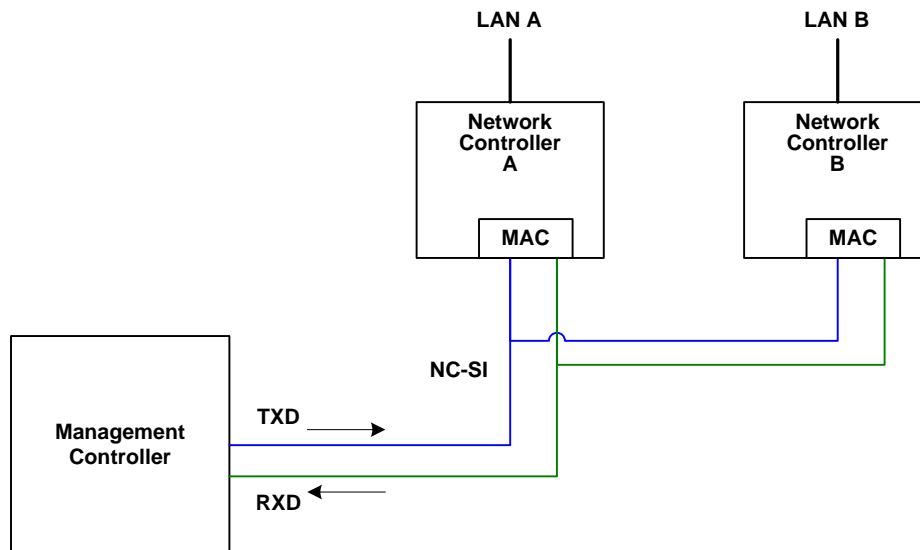 LAN A
LAN B
Network
Controller
A
Network
Controller
B
MAC
MAC
NC-SI
TXD
Management
Controller
RXD